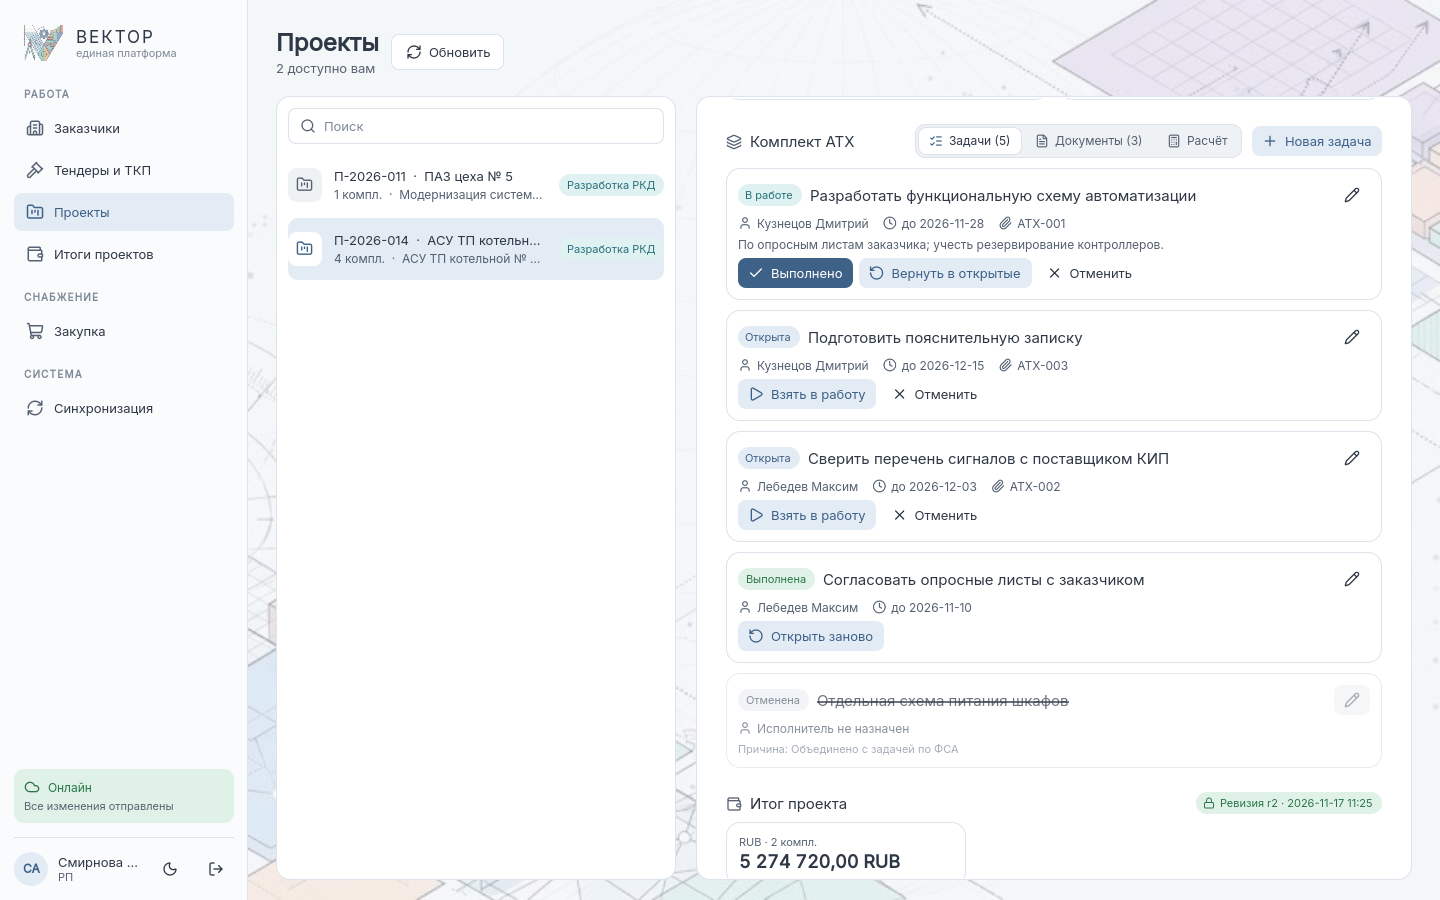 ВЕКТОР
единая платформа
РАБОТА
Заказчики
Тендеры и ТКП
Проекты
Итоги проектов
СНАБЖЕНИЕ
Закупка
СИСТЕМА
Синхронизация
Онлайн
Все изменения отправлены
СА
Смирнова ...
РП
Проекты
2 доступно вам
Обновить
Поиск
П-2026-011 · ПАЗ цеха № 5
1 компл. · Модернизация систем...
Разработка РКД
П-2026-014 · АСУ ТП котельн...
4 компл. · АСУ ТП котельной № ...
Разработка РКД
Комплект АТХ
Задачи (5)
Документы (3)
Расчёт
Новая задача
В работе
Разработать функциональную схему автоматизации
Кузнецов Дмитрий
до 2026-11-28
АТХ-001
По опросным листам заказчика; учесть резервирование контроллеров.
Выполнено
Вернуть в открытые
Отменить
Открыта
Подготовить пояснительную записку
Кузнецов Дмитрий
до 2026-12-15
АТХ-003
Взять в работу
Отменить
Открыта
Сверить перечень сигналов с поставщиком КИП
Лебедев Максим
до 2026-12-03
АТХ-002
Взять в работу
Отменить
Выполнена
Согласовать опросные листы с заказчиком
Лебедев Максим
до 2026-11-10
Открыть заново
Отменена
Отдельная схема питания шкафов
Исполнитель не назначен
Причина: Объединено с задачей по ФСА
Итог проекта
Ревизия r2 · 2026-11-17 11:25
RUB · 2 компл.
5 274 720,00 RUB